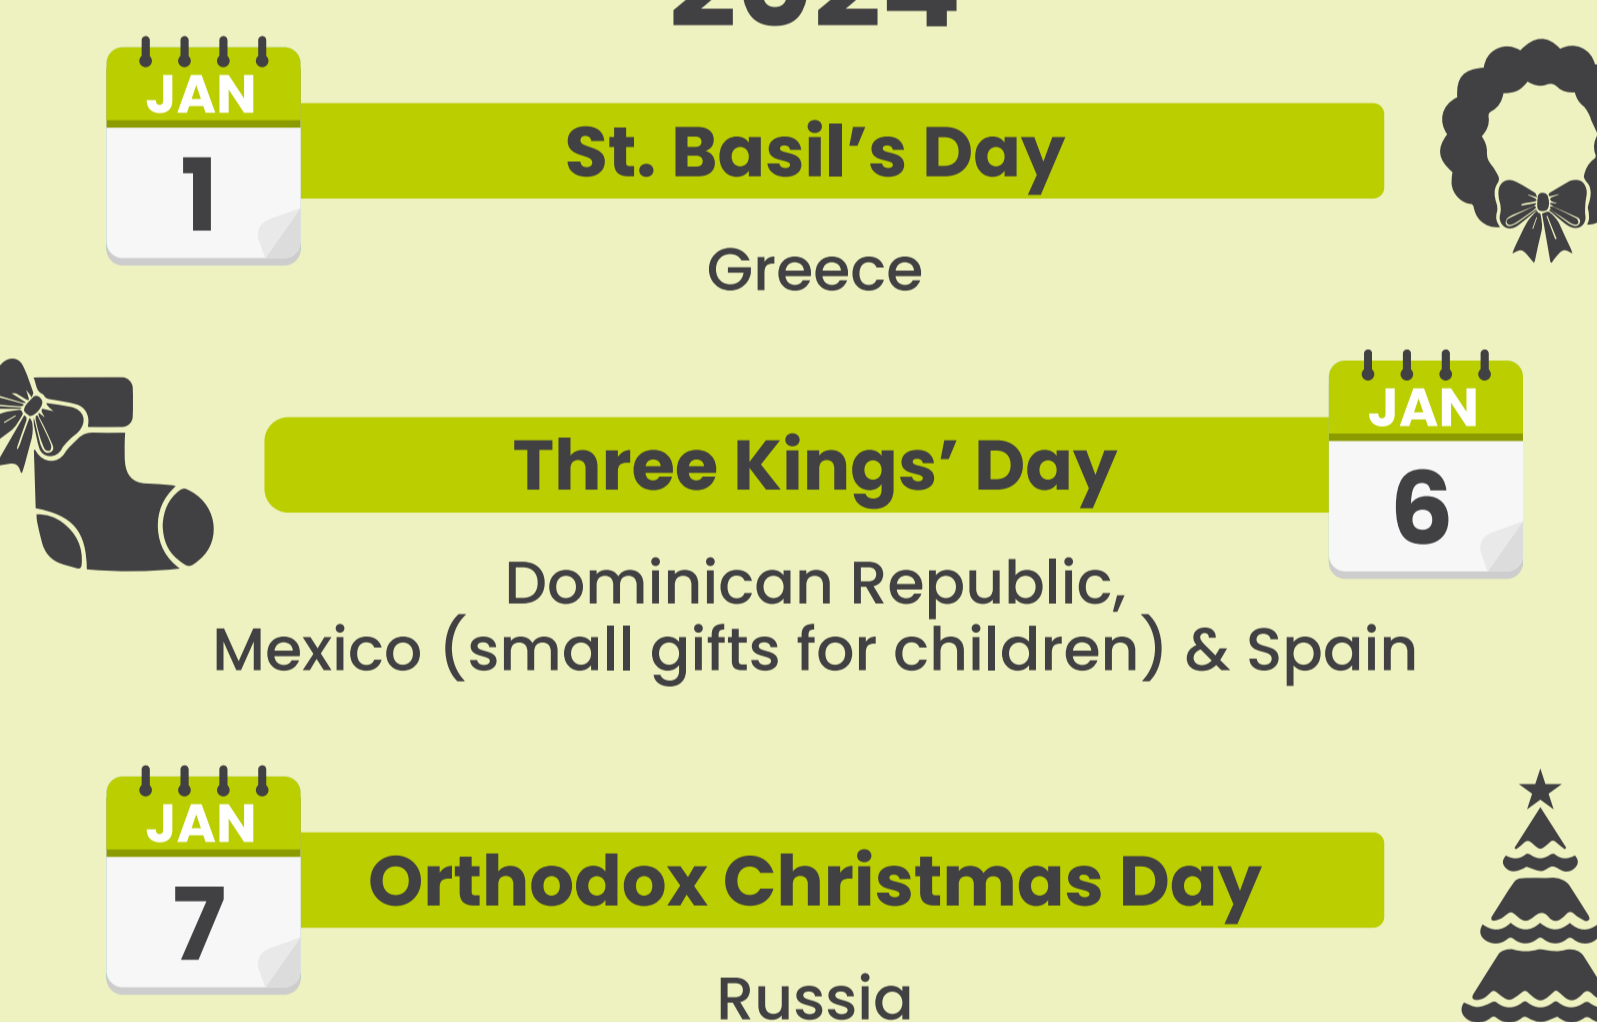 2024
JAN
1
St. Basil’s Day
Greece
JAN
6
Three Kings’ Day
Dominican Republic,
Mexico (small gifts for children) & Spain
JAN
7
Orthodox Christmas Day
Russia